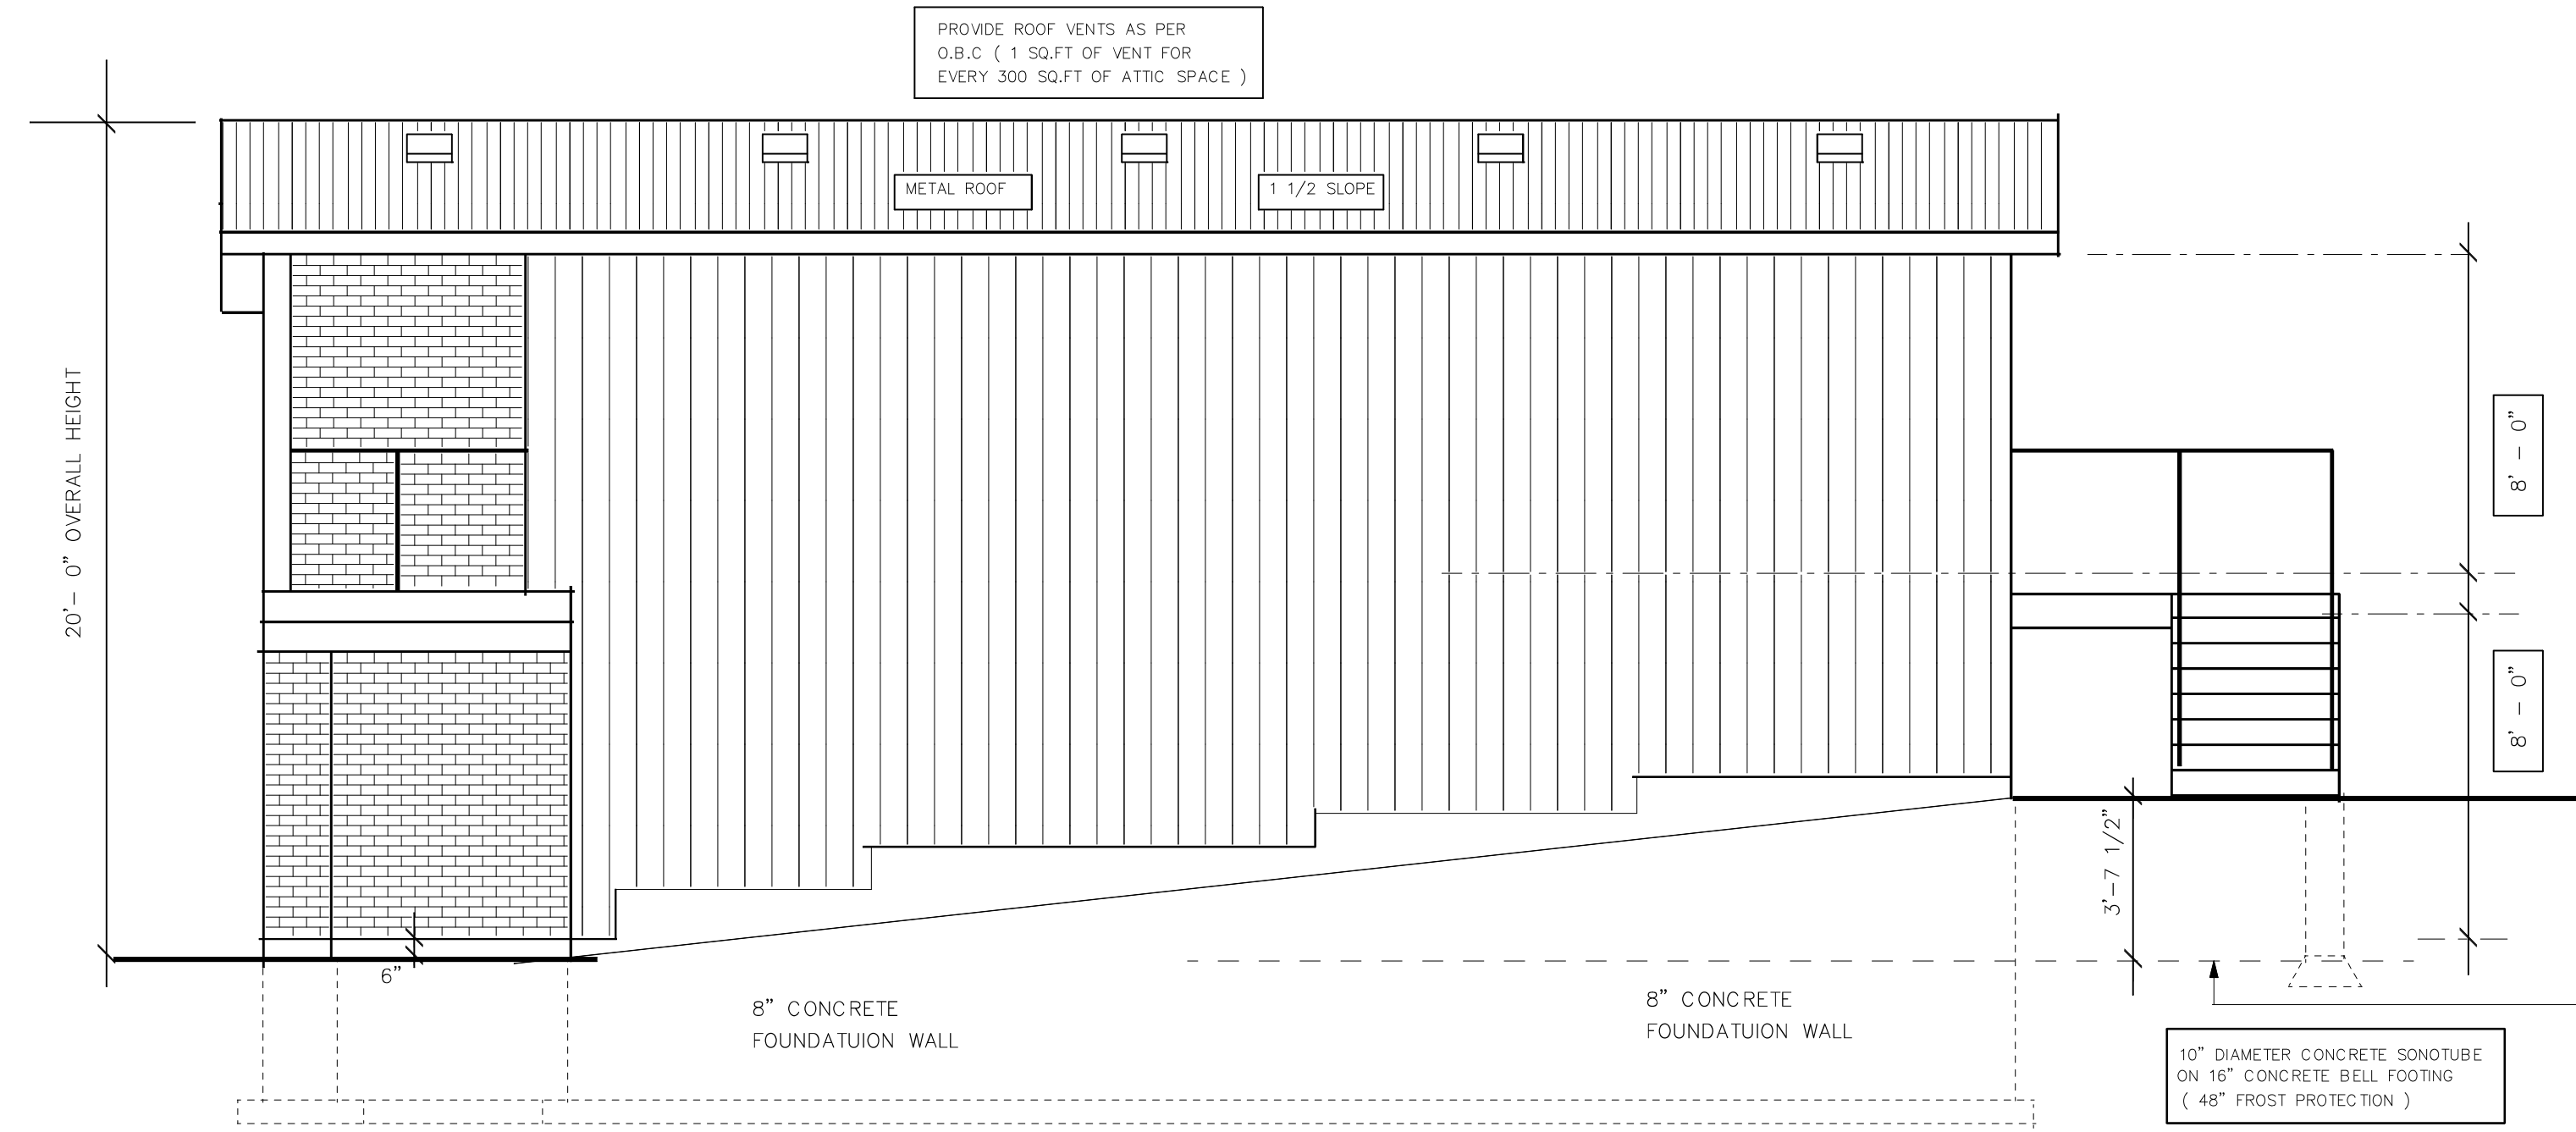 PROVIDE ROOF VENTS AS PER
O.B.C ( 1 SQ.FT OF VENT FOR
EVERY 300 SQ.FT OF ATTIC SPACE )
METAL ROOF
1 1/2 SLOPE
20'- 0" OVERALL HEIGHT
8' - 0"
8' - 0"
3'-7 1/2"
6"
8" CONCRETE
FOUNDATUION WALL
8" CONCRETE
FOUNDATUION WALL
10" DIAMETER CONCRETE SONOTUBE
ON 16" CONCRETE BELL FOOTING
( 48" FROST PROTECTION )